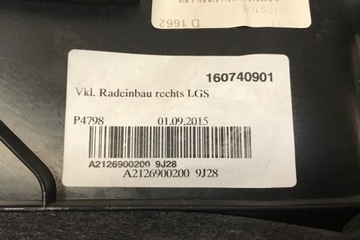 D 1662
160740901
Vkl. Radeinbau rechts LGS
P4798 01.09.2015
A2126900200 9J28
A2126900200 9J28